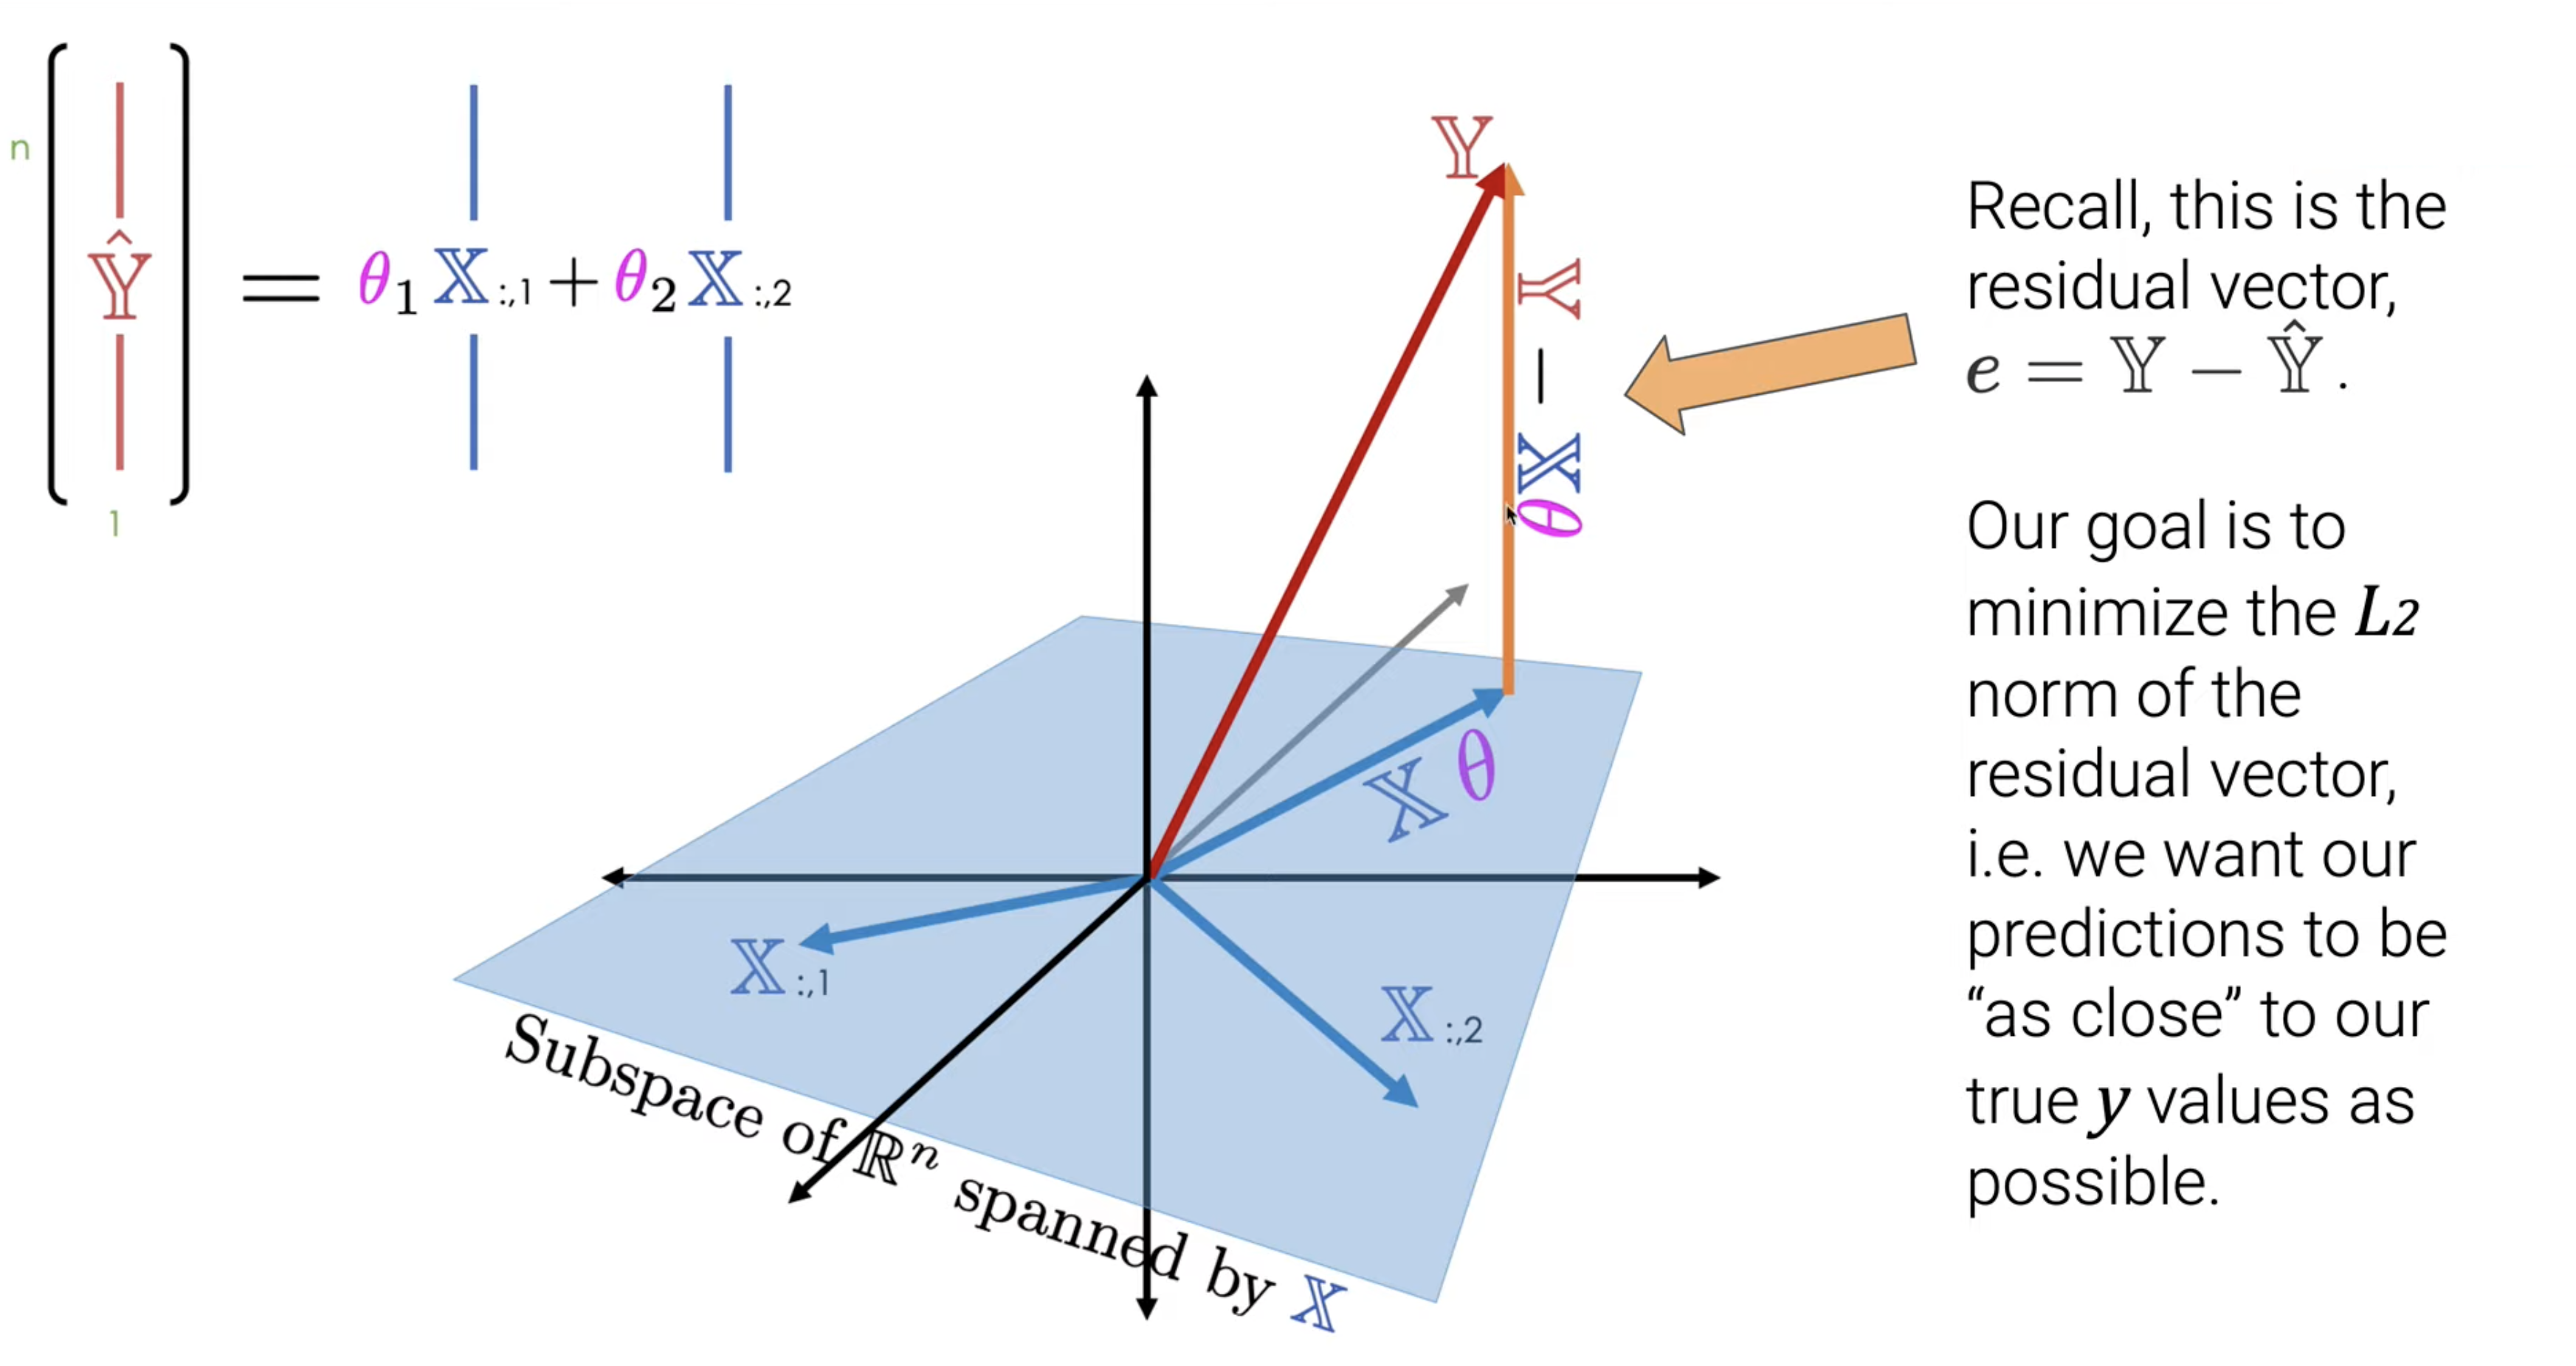 n
Ŷ = θ₁ 𝕏:,1 + θ₂ 𝕏:,2
1
𝕐
𝕐 − 𝕏θ
𝕏θ
𝕏:,1
𝕏:,2
Subspace of ℝⁿ spanned by 𝕏
Recall, this is the
residual vector,
e = 𝕐 − 𝕐̂ .
Our goal is to
minimize the L2
norm of the
residual vector,
i.e. we want our
predictions to be
“as close” to our
true y values as
possible.